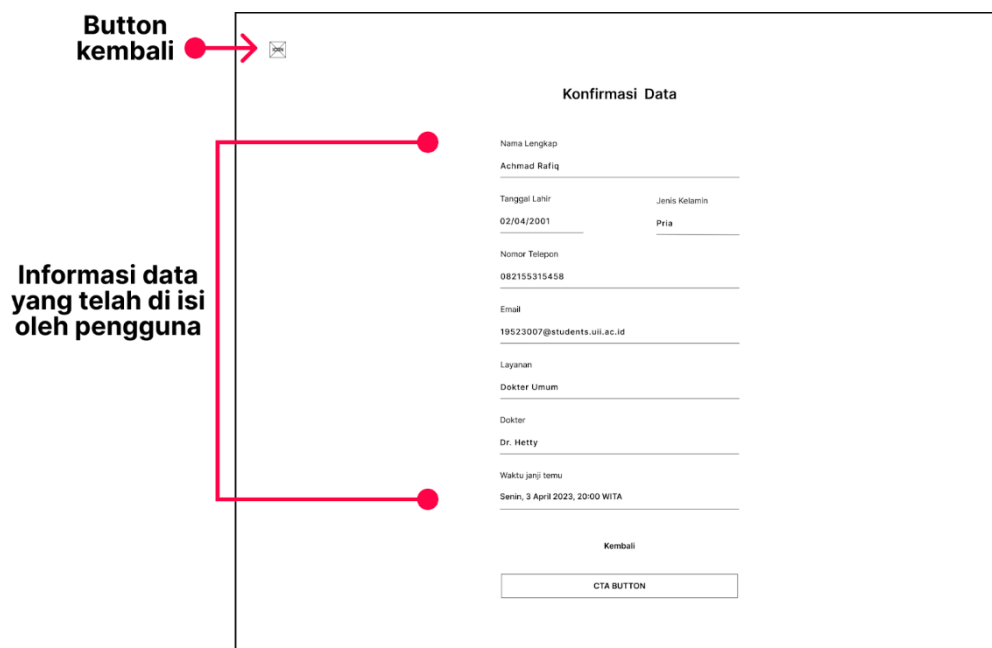 Button
kembali
Konfirmasi Data
Nama Lengkap
Achmad Rafiq
Tanggal Lahir
Jenis Kelamin
02/04/2001
Pria
Nomor Telepon
082155315458
Email
19523007@students.uii.ac.id
Layanan
Dokter Umum
Dokter
Dr. Hetty
Waktu janji temu
Senin, 3 April 2023, 20:00 WITA
Kembali
CTA BUTTON
Informasi data
yang telah di isi
oleh pengguna